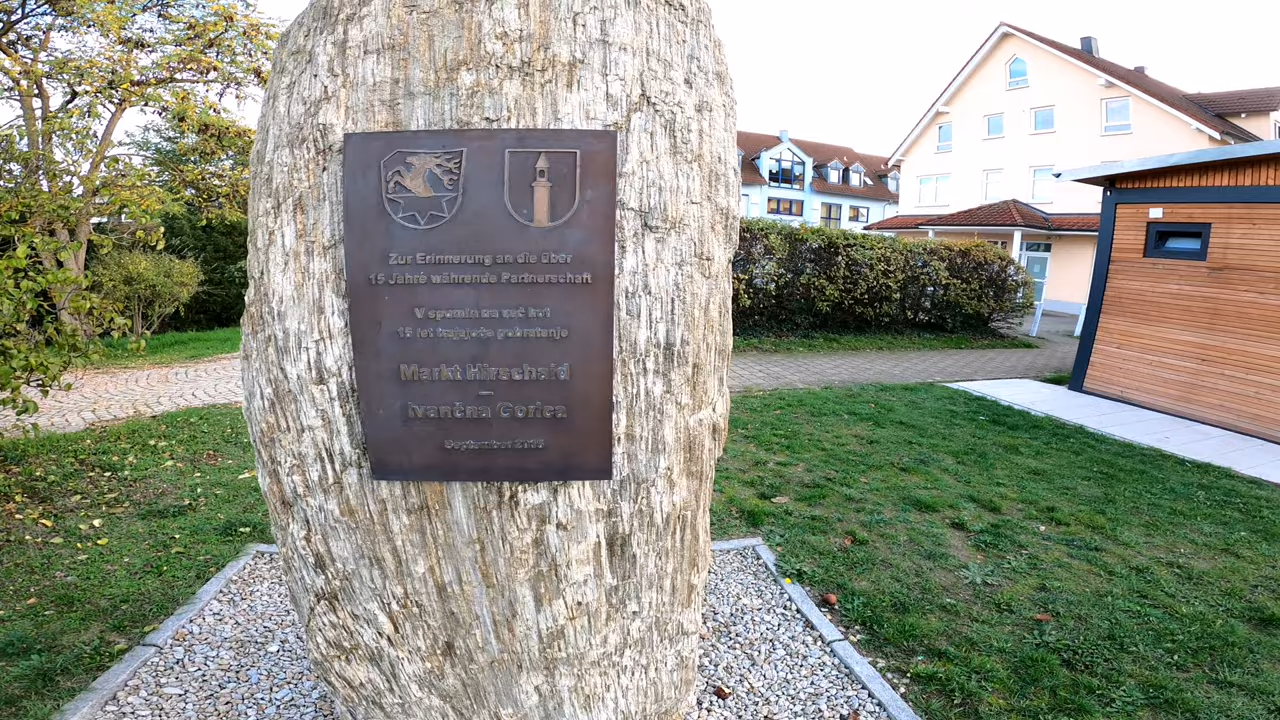 Zur Erinnerung an die über
15 Jahre währende Partnerschaft
V spomin na več kot
15 let trajajoče pobratenje
Markt Hirschaid
–
Ivančna Gorica
September